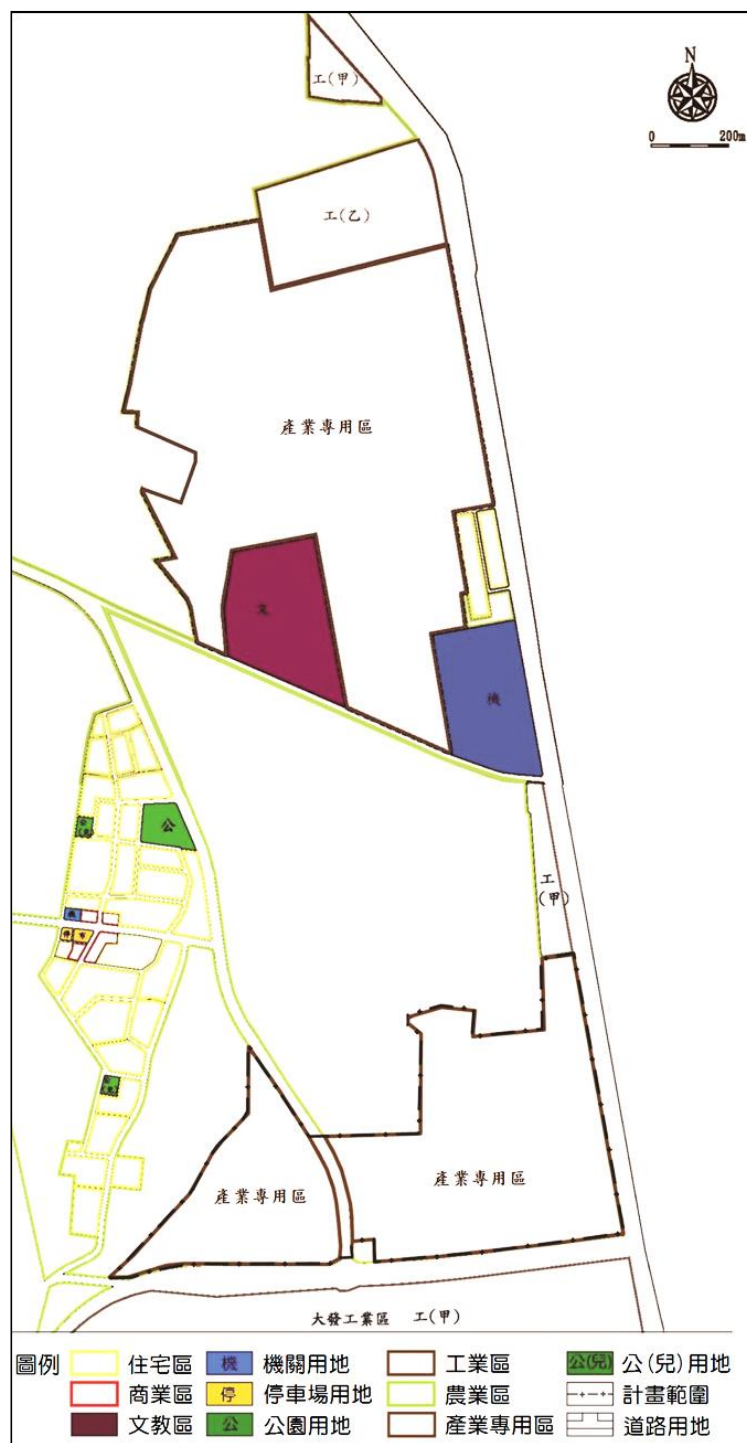 工(甲)
N
0 200m
工(乙)
產業專用區
文
機
公
工
(甲)
機
停 市
產業專用區
產業專用區
大發工業區 工(甲)
圖例 住宅區 機 機關用地 工業區 公(兒) 公(兒)用地
商業區 停 停車場用地 農業區 計畫範圍
文教區 公 公園用地 產業專用區 道路用地